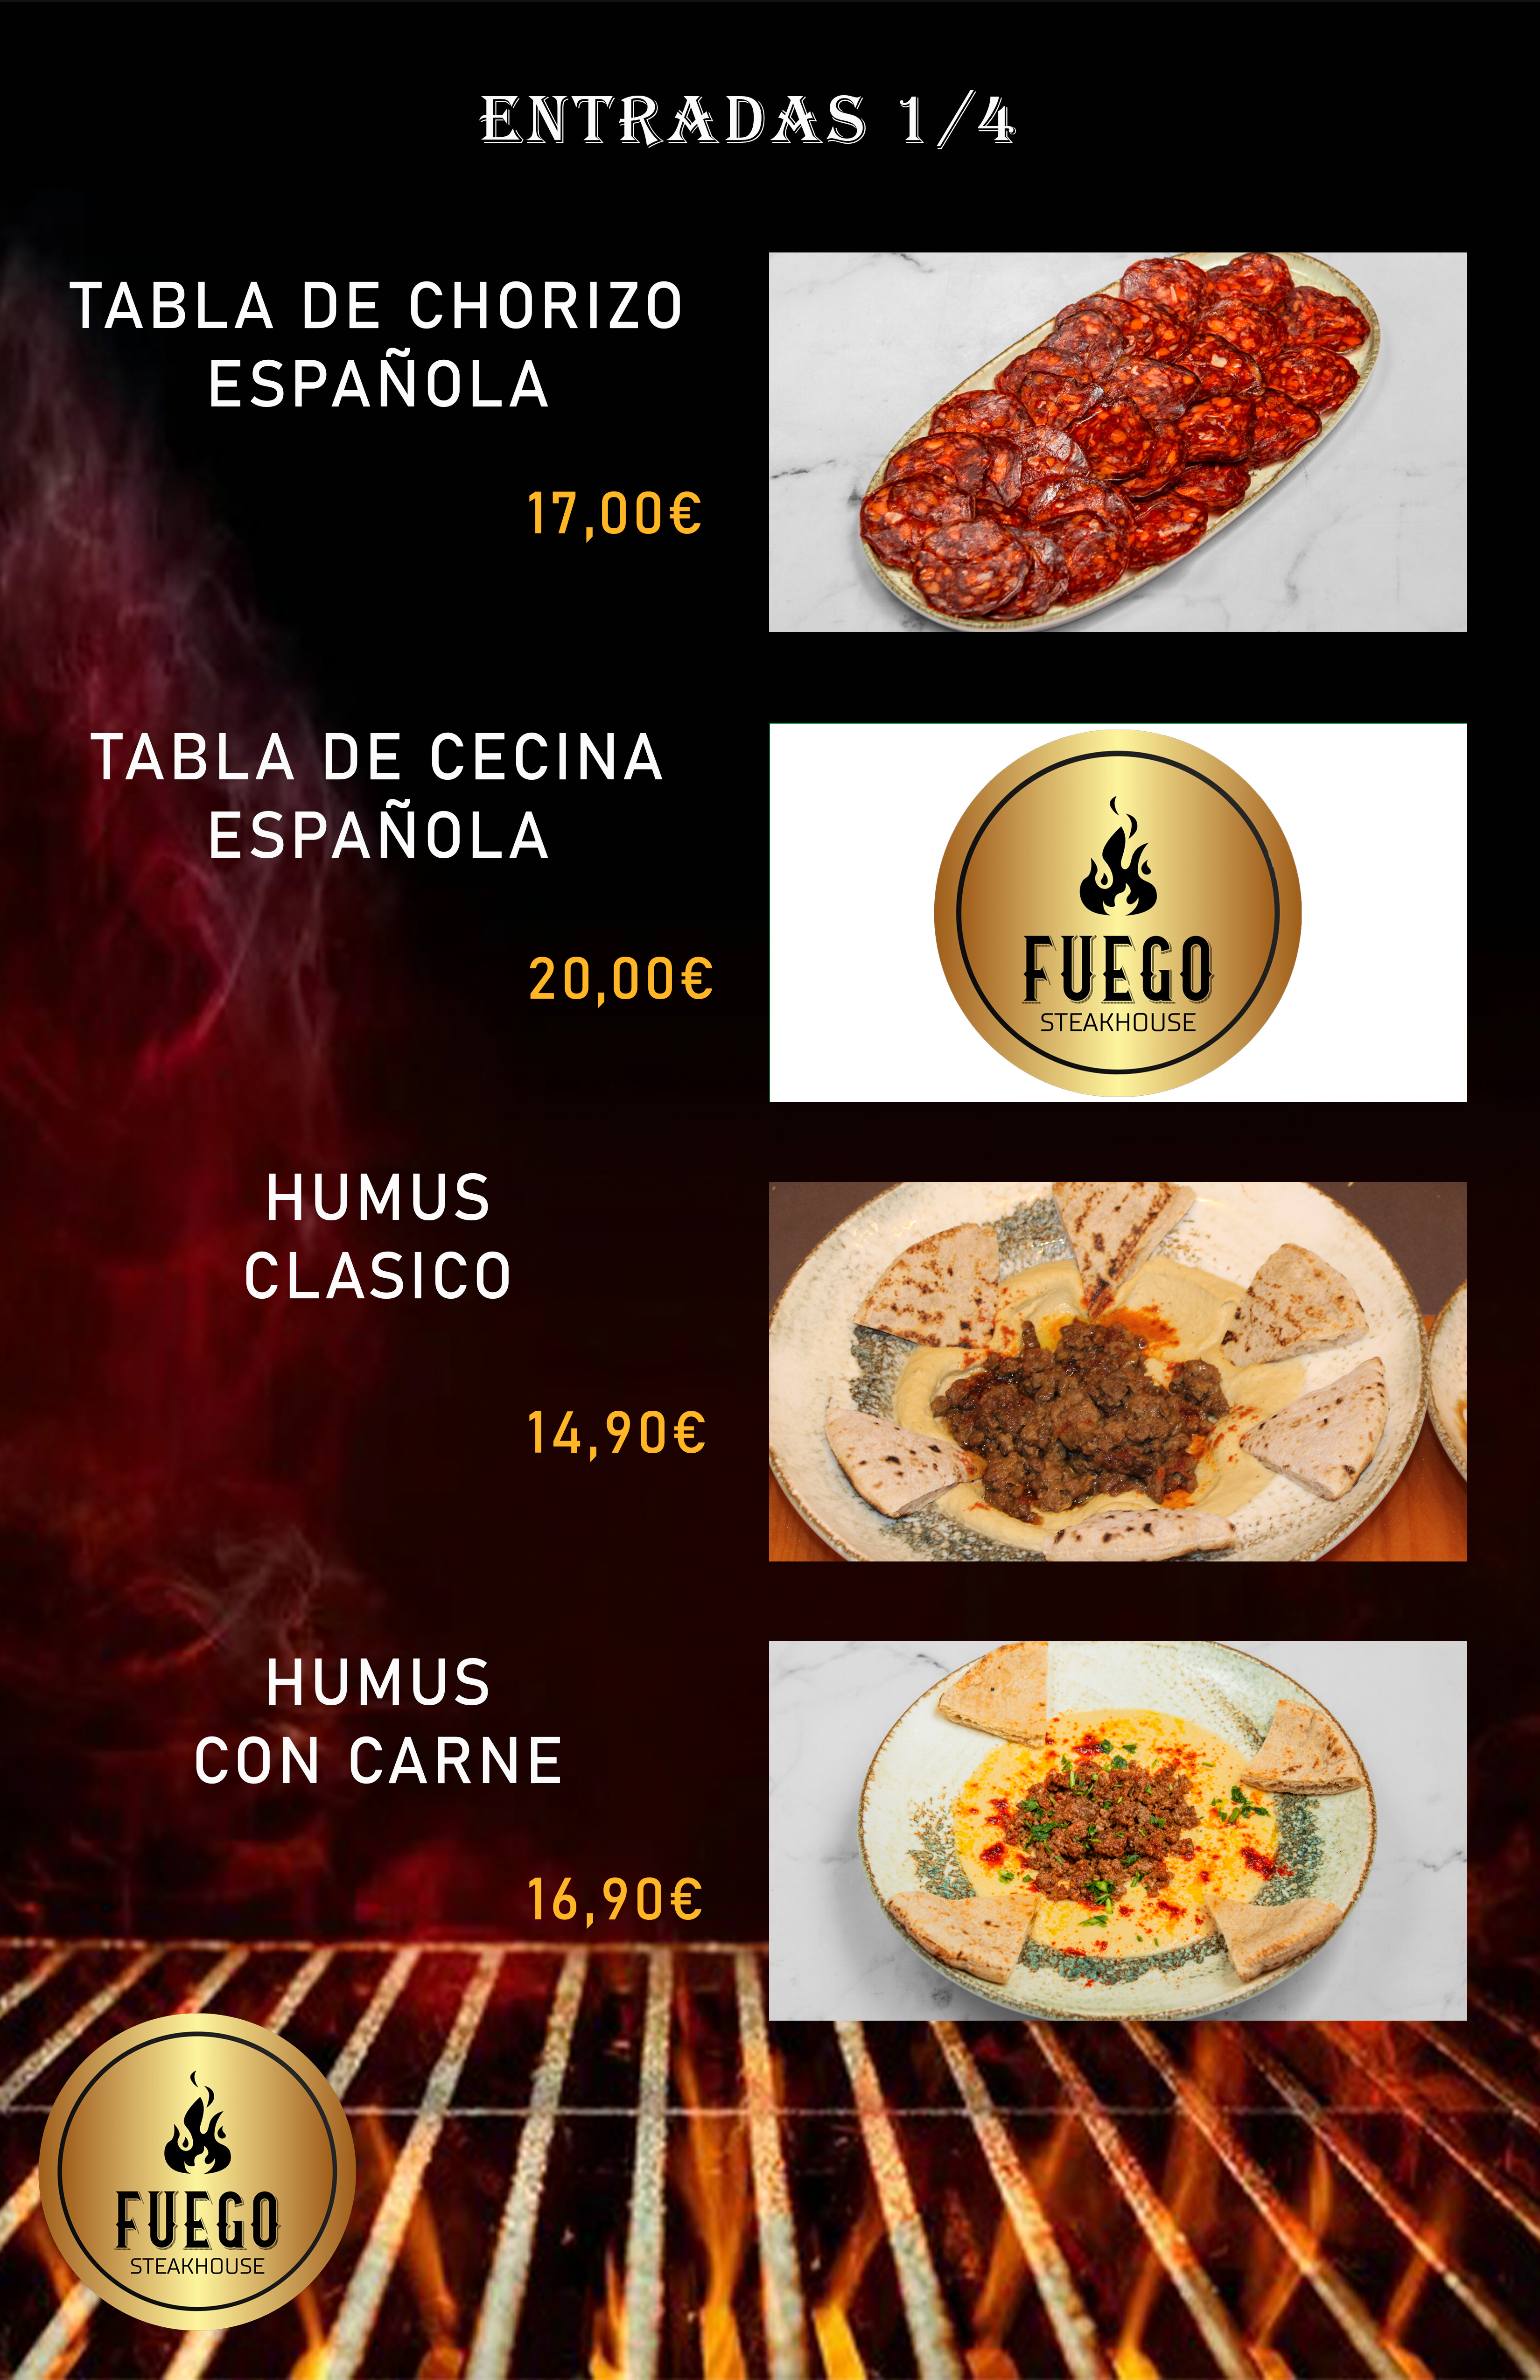 ENTRADAS 1/4
TABLA DE CHORIZO
ESPAÑOLA
17,00€
TABLA DE CECINA
ESPAÑOLA
20,00€
FUEGO
STEAKHOUSE
HUMUS
CLASICO
14,90€
HUMUS
CON CARNE
16,90€
FUEGO
STEAKHOUSE